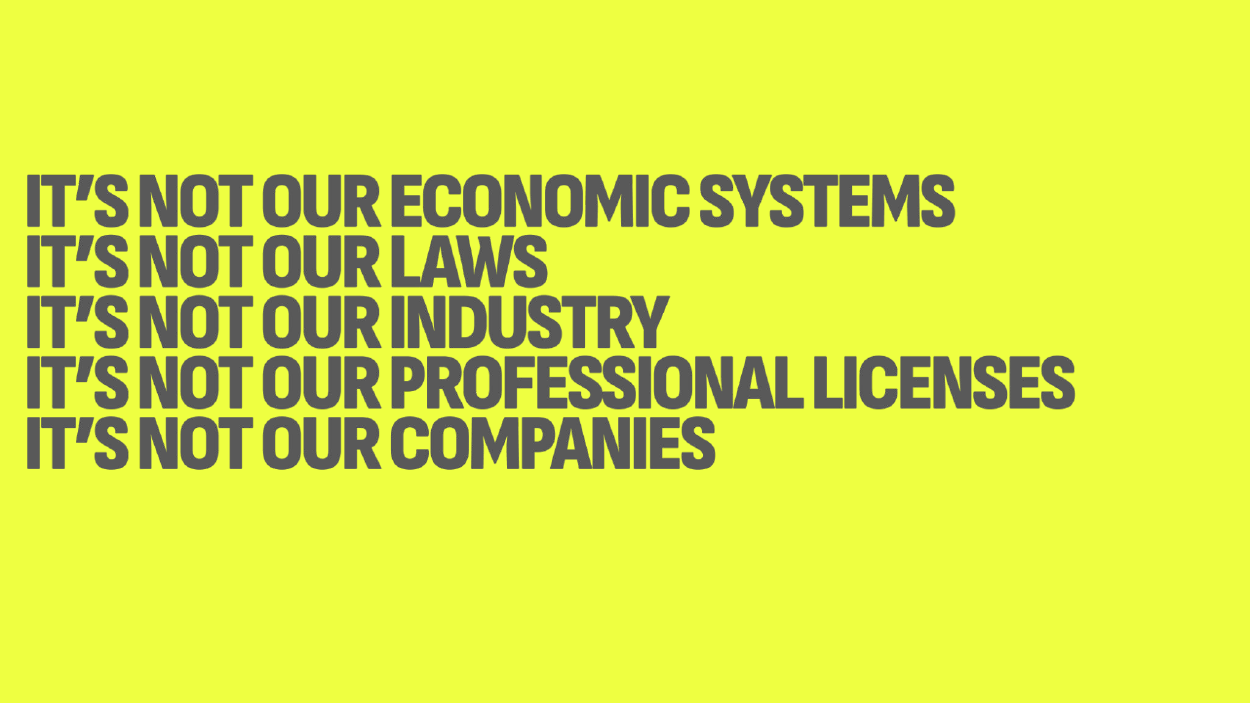 IT’S NOT OUR ECONOMIC SYSTEMS
IT’S NOT OUR LAWS
IT’S NOT OUR INDUSTRY
IT’S NOT OUR PROFESSIONAL LICENSES
IT’S NOT OUR COMPANIES